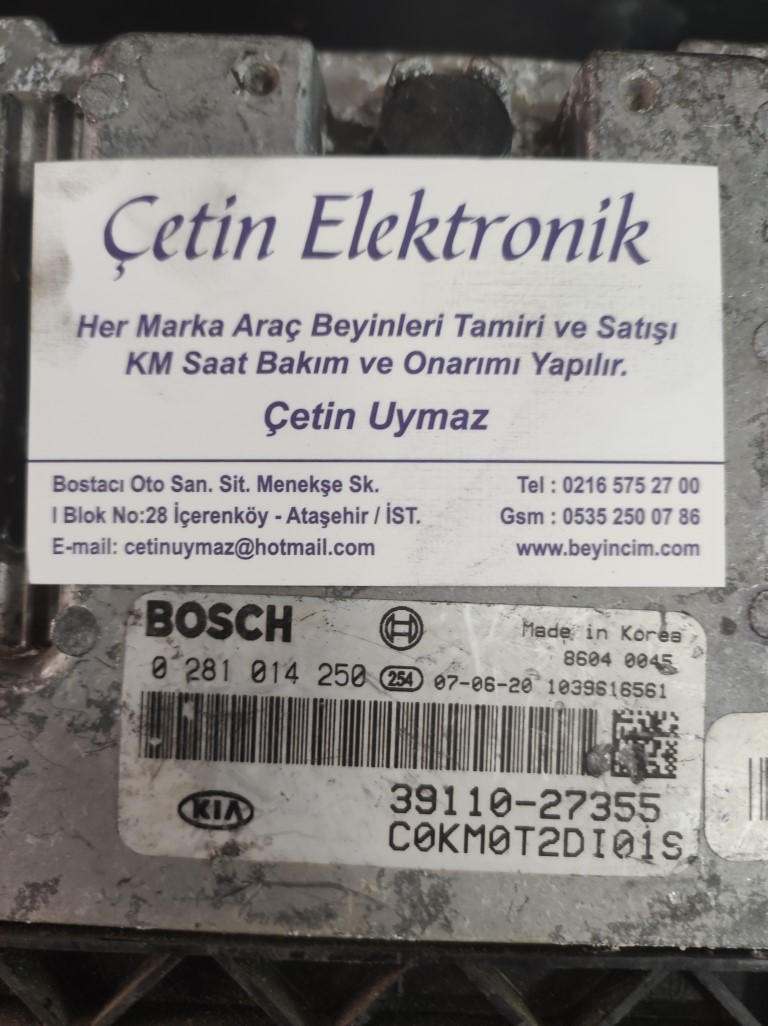 Çetin Elektronik
Her Marka Araç Beyinleri Tamiri ve Satışı
KM Saat Bakım ve Onarımı Yapılır.
Çetin Uymaz
Bostacı Oto San. Sit. Menekşe Sk.
I Blok No:28 İçerenköy - Ataşehir / İST.
E-mail: cetinuymaz@hotmail.com
Tel : 0216 575 27 00
Gsm : 0535 250 07 86
www.beyincim.com
BOSCH
Made in Korea
8604 0045
0 281 014 250 254 07-06-20 1039616561
KIA
39110-27355
C0KM0T2DI01S